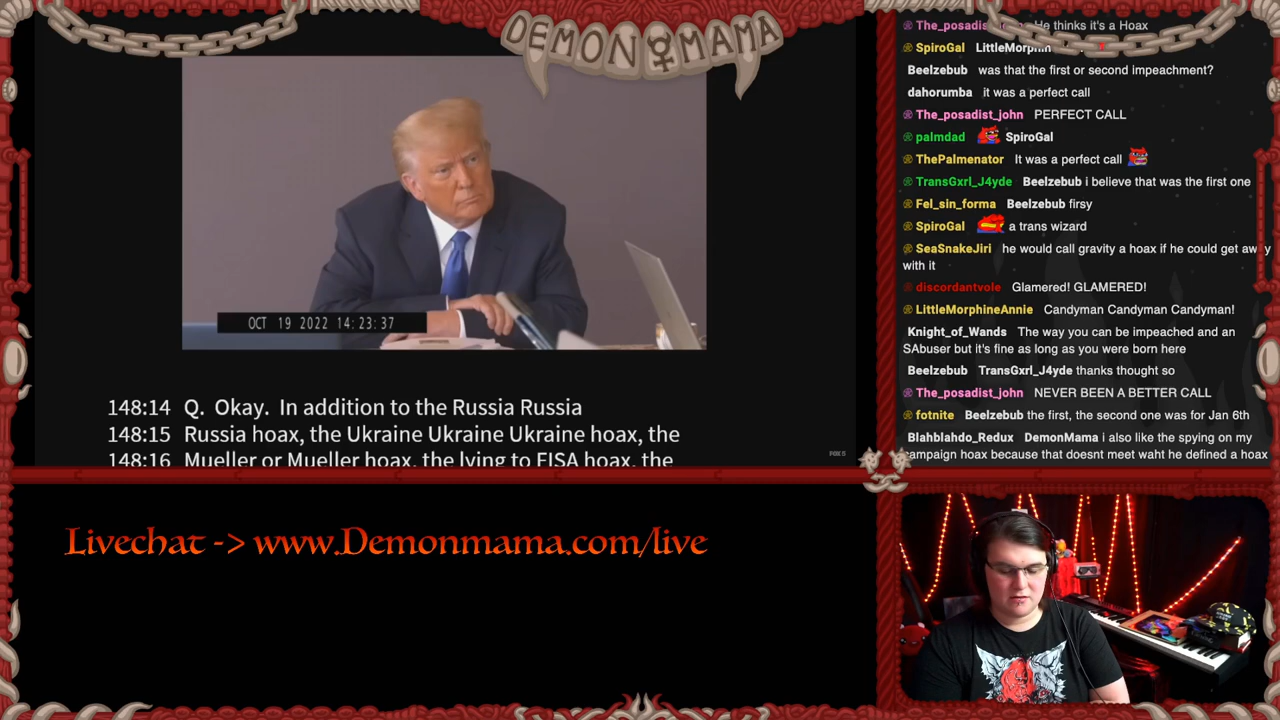 DEMON MAMA
OCT 19 2022 14:23:37
148:14 Q. Okay. In addition to the Russia Russia
148:15 Russia hoax, the Ukraine Ukraine Ukraine hoax, the
148:16 Mueller or Mueller hoax, the lying to FISA hoax, the
FOX 5
Livechat -> www.Demonmama.com/live
He thinks it's a Hoax
SpiroGal
Beelzebub was that the first or second impeachment?
dahorumba it was a perfect call
The_posadist_john PERFECT CALL
palmdad SpiroGal
ThePalmenator It was a perfect call
TransGxrl_J4yde Beelzebub i believe that was the first one
Fel_sin_forma Beelzebub firsy
SpiroGal a trans wizard
SeaSnakeJiri he would call gravity a hoax if he could get away
with it
discordantvole Glamered! GLAMERED!
LittleMorphineAnnie Candyman Candyman Candyman!
Knight_of_Wands The way you can be impeached and an
SAbuser but it's fine as long as you were born here
Beelzebub TransGxrl_J4yde thanks thought so
The_posadist_john NEVER BEEN A BETTER CALL
fotnite Beelzebub the first, the second one was for Jan 6th
Blahblahdo_Redux DemonMama i also like the spying on my
campaign hoax because that doesnt meet waht he defined a hoax